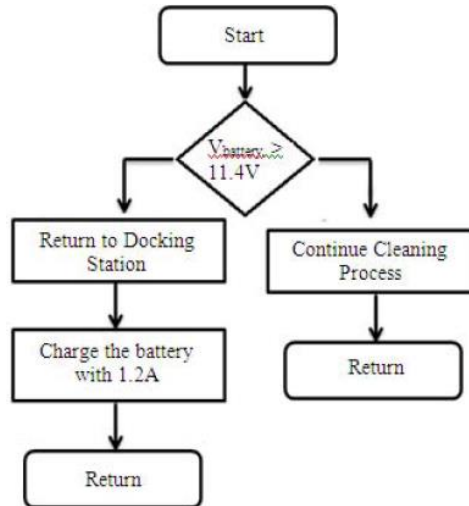 Start
Vbattery >
11.4V
Return to Docking
Station
Continue Cleaning
Process
Charge the battery
with 1.2A
Return
Return